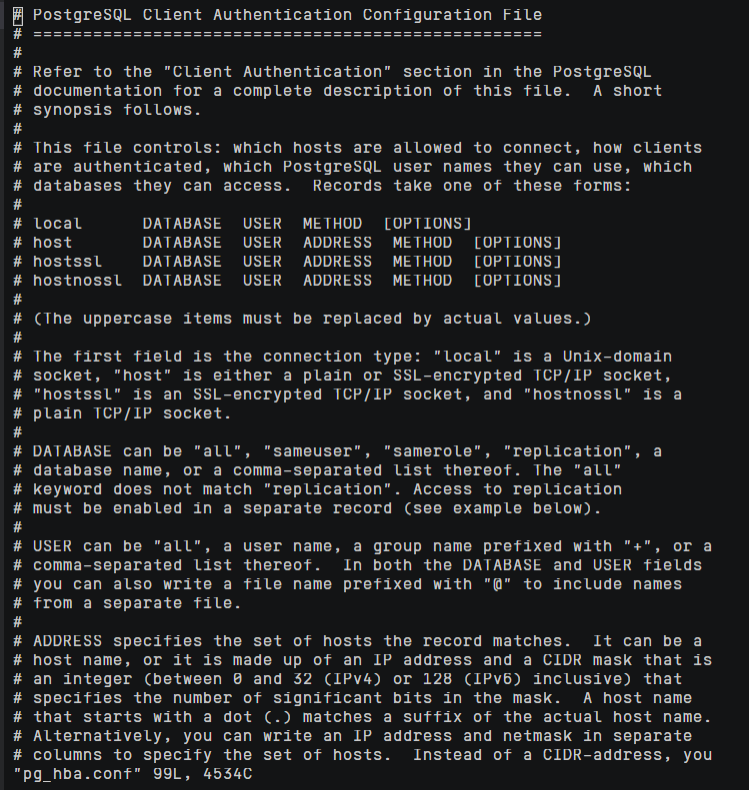 # PostgreSQL Client Authentication Configuration File
# ===================================================
#
# Refer to the "Client Authentication" section in the PostgreSQL
# documentation for a complete description of this file.  A short
# synopsis follows.
#
# This file controls: which hosts are allowed to connect, how clients
# are authenticated, which PostgreSQL user names they can use, which
# databases they can access.  Records take one of these forms:
#
# local      DATABASE  USER  METHOD  [OPTIONS]
# host       DATABASE  USER  ADDRESS  METHOD  [OPTIONS]
# hostssl    DATABASE  USER  ADDRESS  METHOD  [OPTIONS]
# hostnossl  DATABASE  USER  ADDRESS  METHOD  [OPTIONS]
#
# (The uppercase items must be replaced by actual values.)
#
# The first field is the connection type: "local" is a Unix-domain
# socket, "host" is either a plain or SSL-encrypted TCP/IP socket,
# "hostssl" is an SSL-encrypted TCP/IP socket, and "hostnossl" is a
# plain TCP/IP socket.
#
# DATABASE can be "all", "sameuser", "samerole", "replication", a
# database name, or a comma-separated list thereof. The "all"
# keyword does not match "replication". Access to replication
# must be enabled in a separate record (see example below).
#
# USER can be "all", a user name, a group name prefixed with "+", or a
# comma-separated list thereof.  In both the DATABASE and USER fields
# you can also write a file name prefixed with "@" to include names
# from a separate file.
#
# ADDRESS specifies the set of hosts the record matches.  It can be a
# host name, or it is made up of an IP address and a CIDR mask that is
# an integer (between 0 and 32 (IPv4) or 128 (IPv6) inclusive) that
# specifies the number of significant bits in the mask.  A host name
# that starts with a dot (.) matches a suffix of the actual host name.
# Alternatively, you can write an IP address and netmask in separate
# columns to specify the set of hosts.  Instead of a CIDR-address, you
"pg_hba.conf" 99L, 4534C